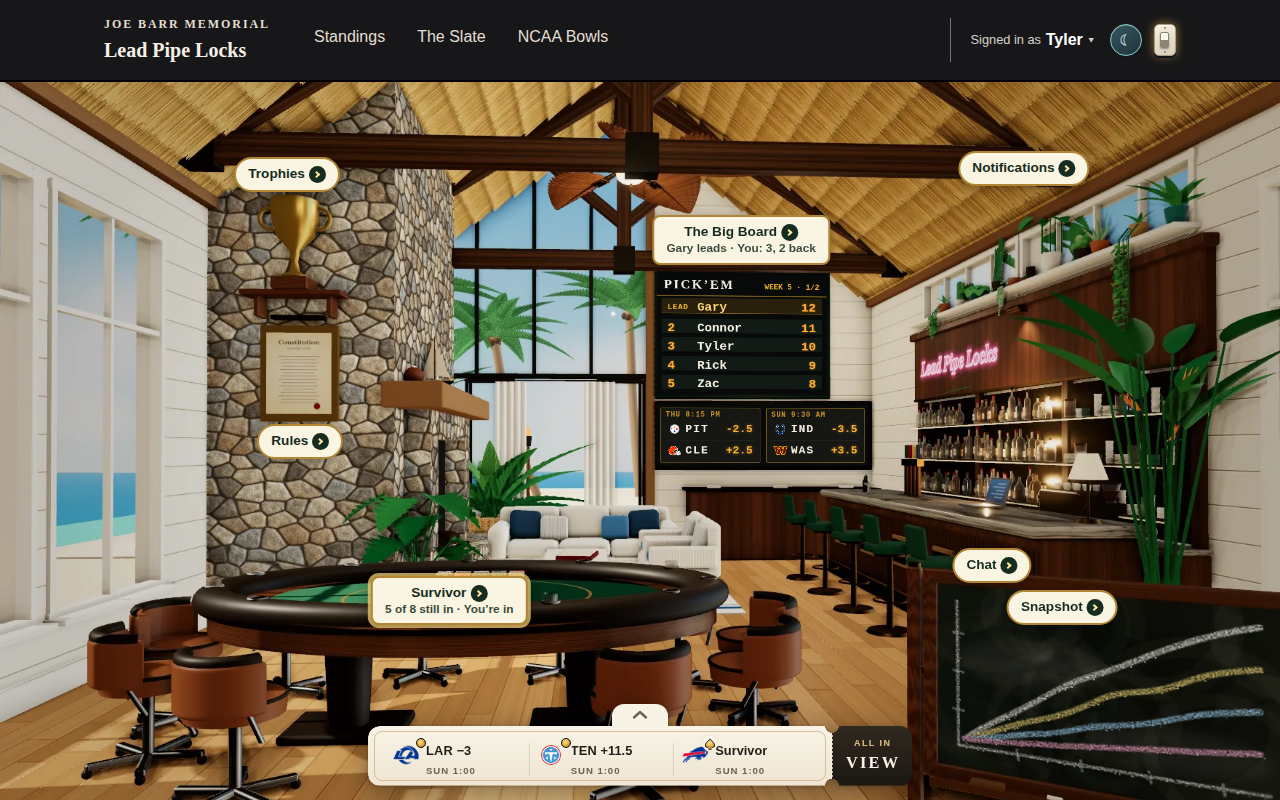 JOE BARR MEMORIAL
Lead Pipe Locks
Standings
The Slate
NCAA Bowls
Signed in as Tyler
Trophies
Notifications
The Big Board
Gary leads · You: 3, 2 back
PICK'EM WEEK 5 · 1/2
LEAD Gary 12
2 Connor 11
3 Tyler 10
4 Rick 9
5 Zac 8
Constitution
Lead Pipe Locks
THU 8:15 PM
PIT -2.5
CLE +2.5
SUN 9:30 AM
IND -3.5
WAS +3.5
Rules
Chat
Survivor
5 of 8 still in · You're in
Snapshot
LAR −3
SUN 1:00
TEN +11.5
SUN 1:00
Survivor
SUN 1:00
ALL IN
VIEW